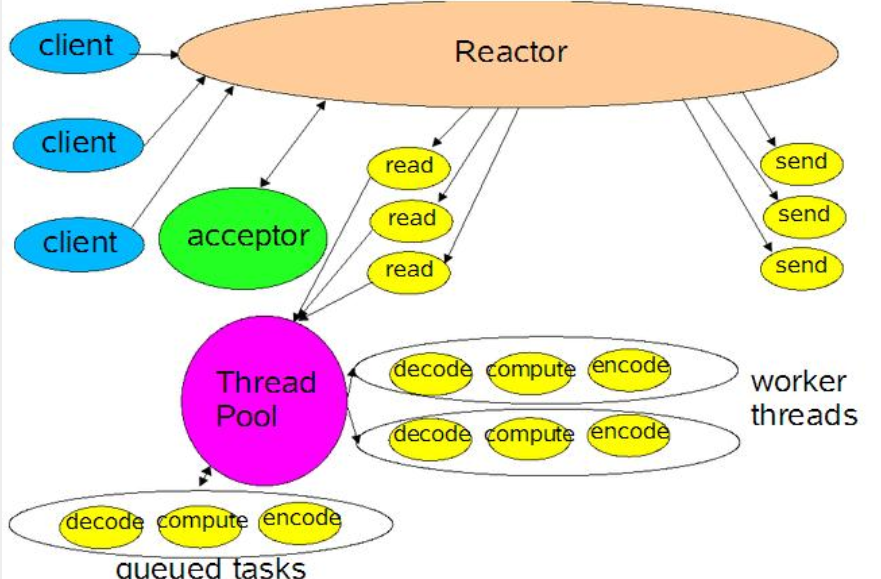 client
Reactor
client
read
send
client
acceptor
read
send
read
send
Thread
Pool
decode compute encode
worker
threads
decode compute encode
decode compute encode
queued tasks